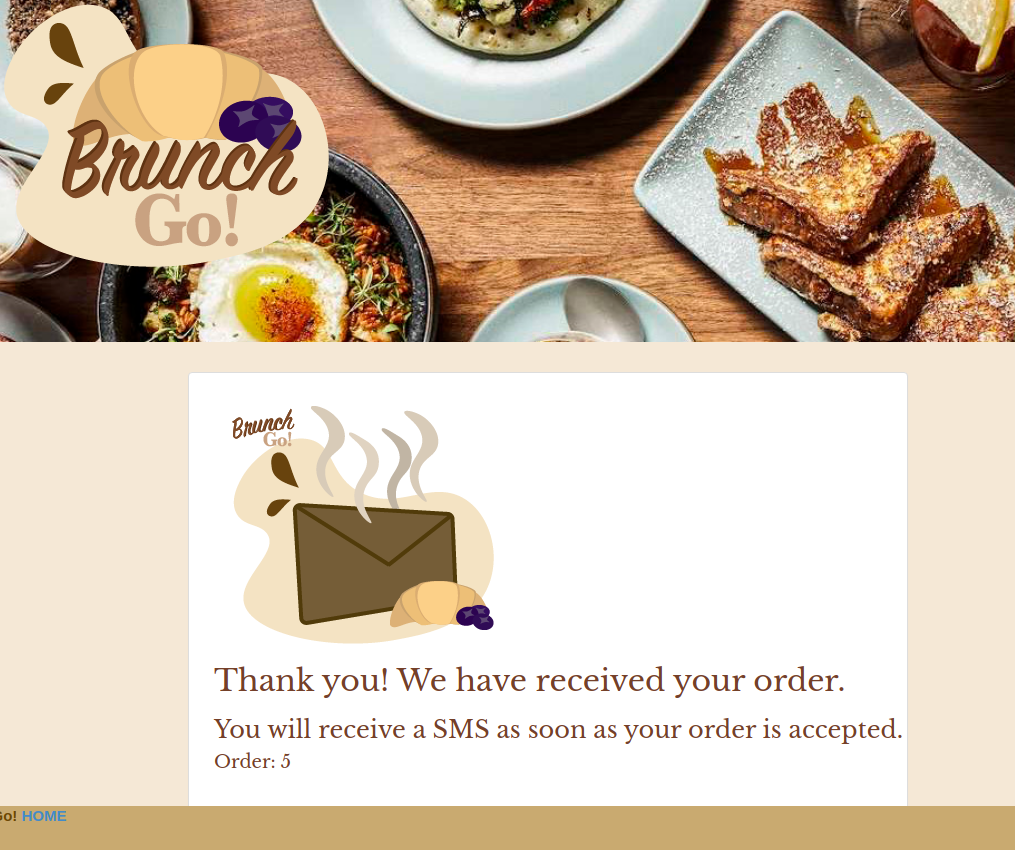 Brunch
Go!
Brunch
Go!
Thank you! We have received your order.
You will receive a SMS as soon as your order is accepted.
Order: 5
Go! HOME